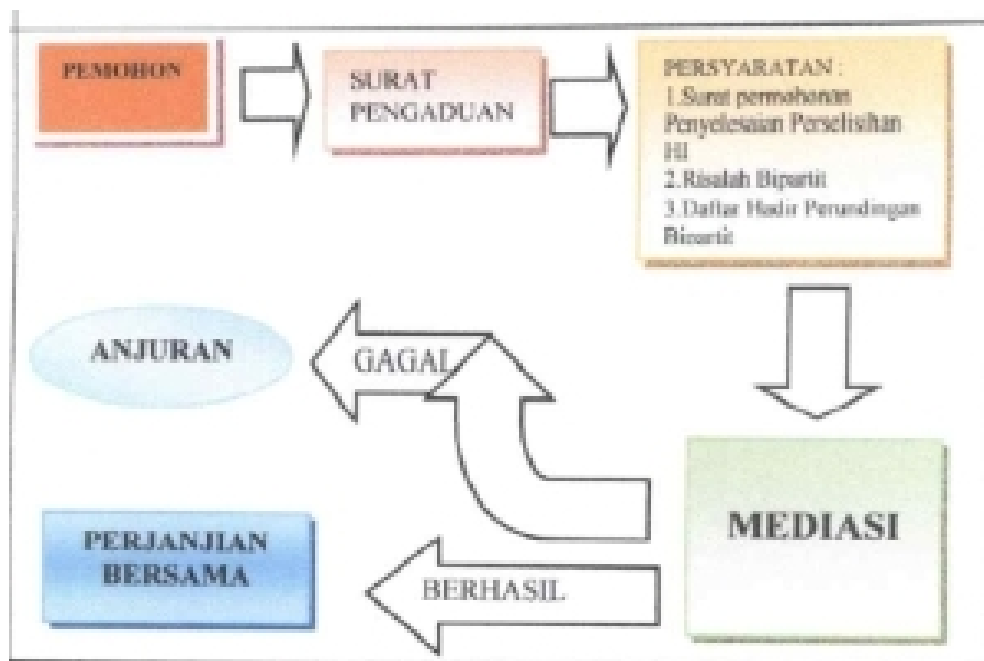 PEMOHON
SURAT
PENGADUAN
PERSYARATAN :
1.Surat permohonan
Penyelesaian Perselisihan
HI
2.Risalah Bipartit
3.Daftar Hadir Perundingan
Bipartit
MEDIASI
GAGAL
ANJURAN
BERHASIL
PERJANJIAN
BERSAMA